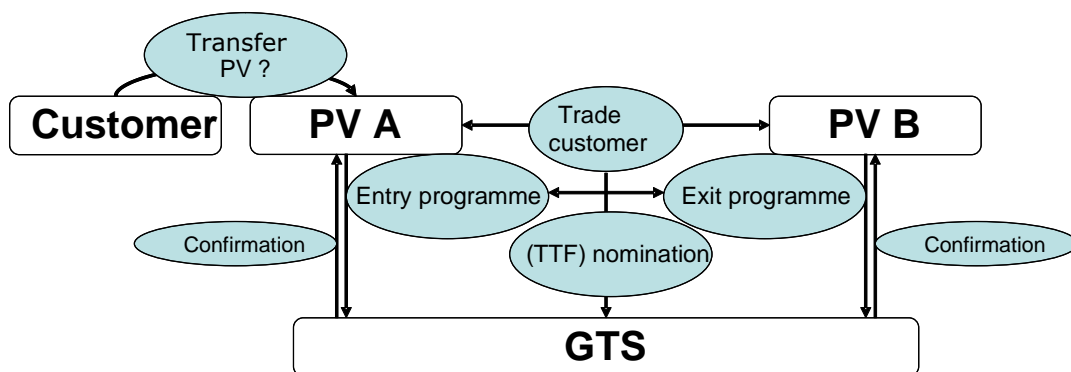 Transfer
PV ?
Customer
PV A
Trade
customer
PV B
Entry programme
Exit programme
Confirmation
(TTF) nomination
Confirmation
GTS